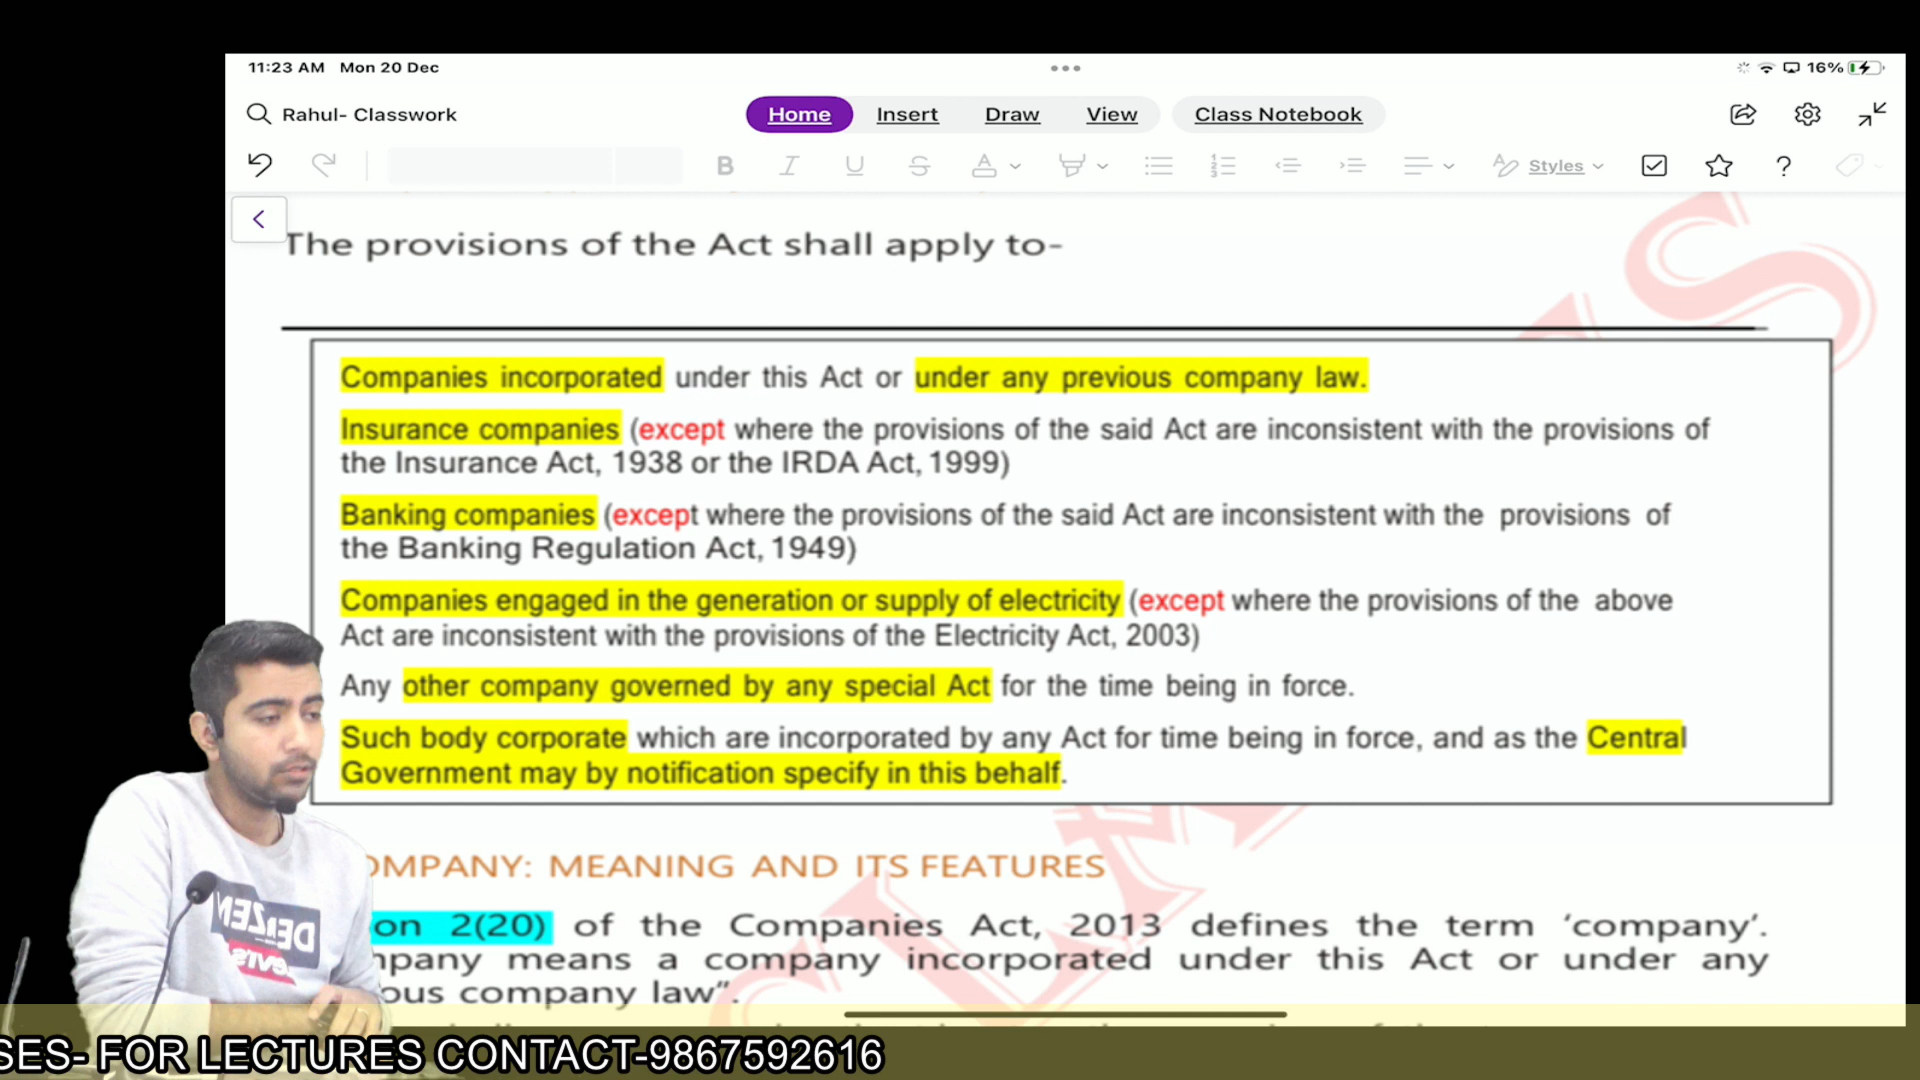 11:23 AM Mon 20 Dec
16%
Rahul- Classwork
Home Insert Draw View Class Notebook
B I U S A Styles ?
The provisions of the Act shall apply to-
Companies incorporated under this Act or under any previous company law.
Insurance companies (except where the provisions of the said Act are inconsistent with the provisions of
the Insurance Act, 1938 or the IRDA Act, 1999)
Banking companies (except where the provisions of the said Act are inconsistent with the provisions of
the Banking Regulation Act, 1949)
Companies engaged in the generation or supply of electricity (except where the provisions of the above
Act are inconsistent with the provisions of the Electricity Act, 2003)
Any other company governed by any special Act for the time being in force.
Such body corporate which are incorporated by any Act for time being in force, and as the Central
Government may by notification specify in this behalf.
OMPANY: MEANING AND ITS FEATURES
on 2(20) of the Companies Act, 2013 defines the term ‘company’.
mpany means a company incorporated under this Act or under any
ous company law”.
DENIZEN
LEVI'S
SES- FOR LECTURES CONTACT-9867592616